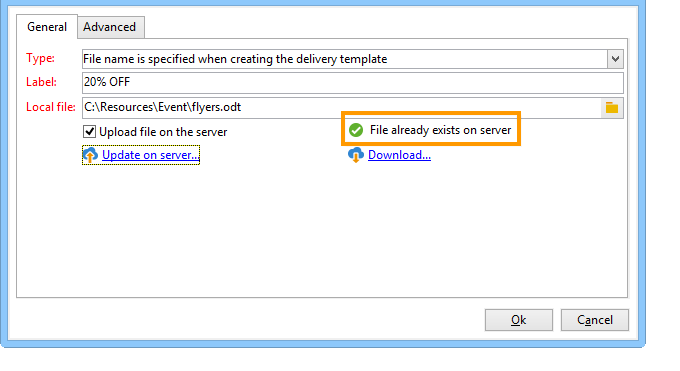 General Advanced
Type: File name is specified when creating the delivery template
Label: 20% OFF
Local file: C:\Resources\Event\flyers.odt
Upload file on the server File already exists on server
Update on server... Download...
Ok Cancel